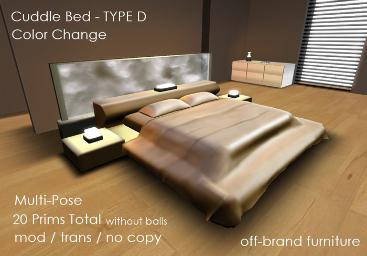 Cuddle Bed - TYPE D
Color Change
Multi-Pose
20 Prims Total without balls
mod / trans / no copy
off-brand furniture